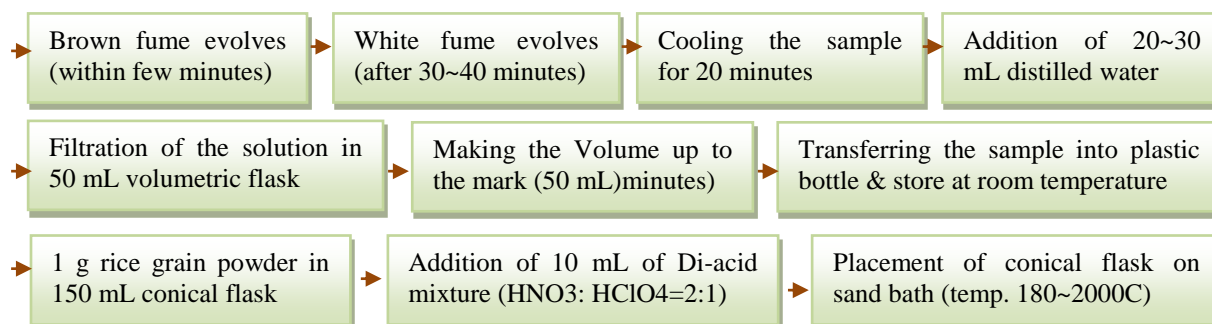 Brown fume evolves
(within few minutes)
White fume evolves
(after 30~40 minutes)
Cooling the sample
for 20 minutes
Addition of 20~30
mL distilled water
Filtration of the solution in
50 mL volumetric flask
Making the Volume up to
the mark (50 mL)minutes)
Transferring the sample into plastic
bottle & store at room temperature
1 g rice grain powder in
150 mL conical flask
Addition of 10 mL of Di-acid
mixture (HNO3: HClO4=2:1)
Placement of conical flask on
sand bath (temp. 180~2000C)